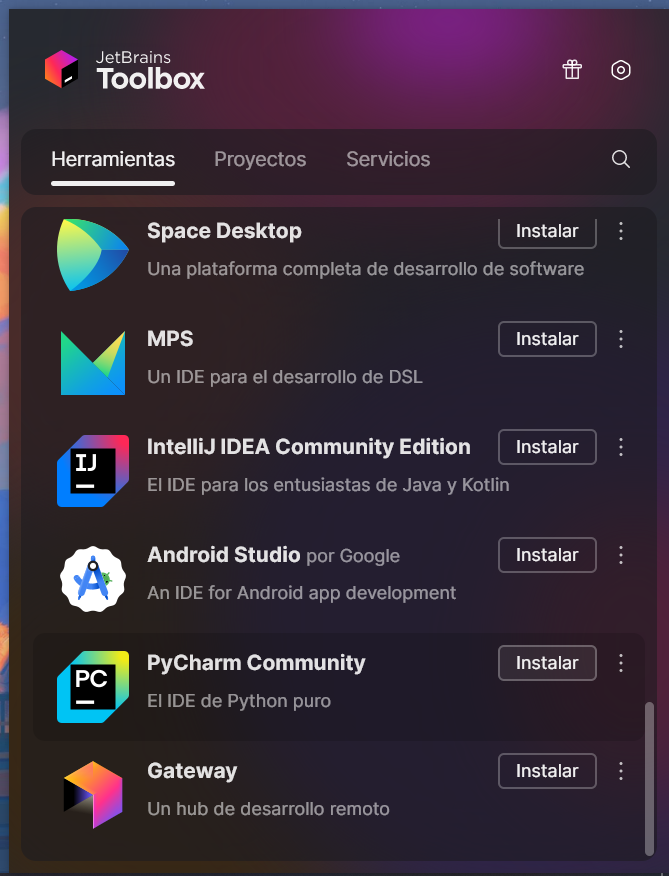 JetBrains
Toolbox
Herramientas Proyectos Servicios
Space Desktop Instalar
Una plataforma completa de desarrollo de software
MPS Instalar
Un IDE para el desarrollo de DSL
IJ
IntelliJ IDEA Community Edition Instalar
El IDE para los entusiastas de Java y Kotlin
Android Studio por Google Instalar
An IDE for Android app development
PC
PyCharm Community Instalar
El IDE de Python puro
Gateway Instalar
Un hub de desarrollo remoto